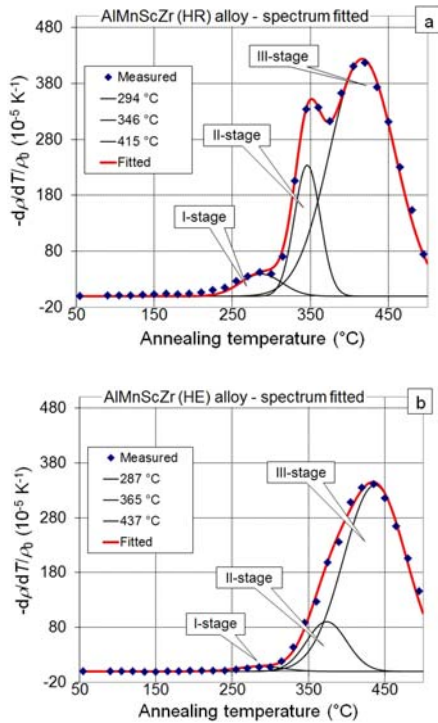 AlMnScZr (HR) alloy - spectrum fitted
a
480
380
280
180
80
-20
-dρ/dT/ρ0 (10⁻⁵ K⁻¹)
Measured
294 °C
346 °C
415 °C
Fitted
III-stage
II-stage
I-stage
50
150
250
350
450
Annealing temperature (°C)
AlMnScZr (HE) alloy - spectrum fitted
b
480
380
280
180
80
-20
-dρ/dT/ρ0 (10⁻⁵ K⁻¹)
Measured
287 °C
365 °C
437 °C
Fitted
III-stage
II-stage
I-stage
50
150
250
350
450
Annealing temperature (°C)